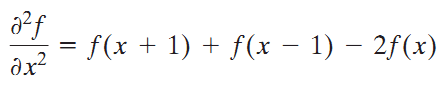 ∂²f/∂x² = f(x + 1) + f(x − 1) − 2f(x)